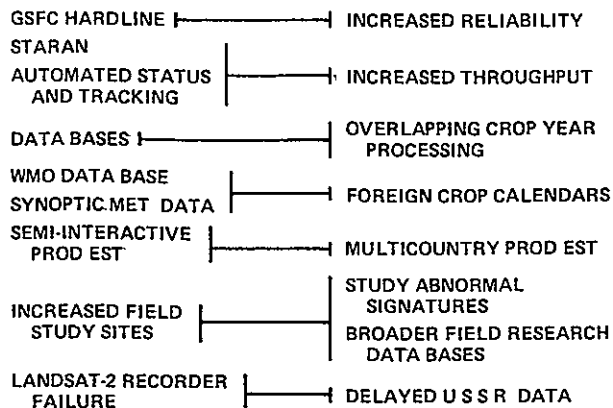 GSFC HARDLINE
INCREASED RELIABILITY
STARAN
AUTOMATED STATUS
AND TRACKING
INCREASED THROUGHPUT
DATA BASES
OVERLAPPING CROP YEAR
PROCESSING
WMO DATA BASE
SYNOPTIC.MET DATA
FOREIGN CROP CALENDARS
SEMI-INTERACTIVE
PROD EST
MULTICOUNTRY PROD EST
INCREASED FIELD
STUDY SITES
STUDY ABNORMAL
SIGNATURES
BROADER FIELD RESEARCH
DATA BASES
LANDSAT-2 RECORDER
FAILURE
DELAYED U S S R DATA